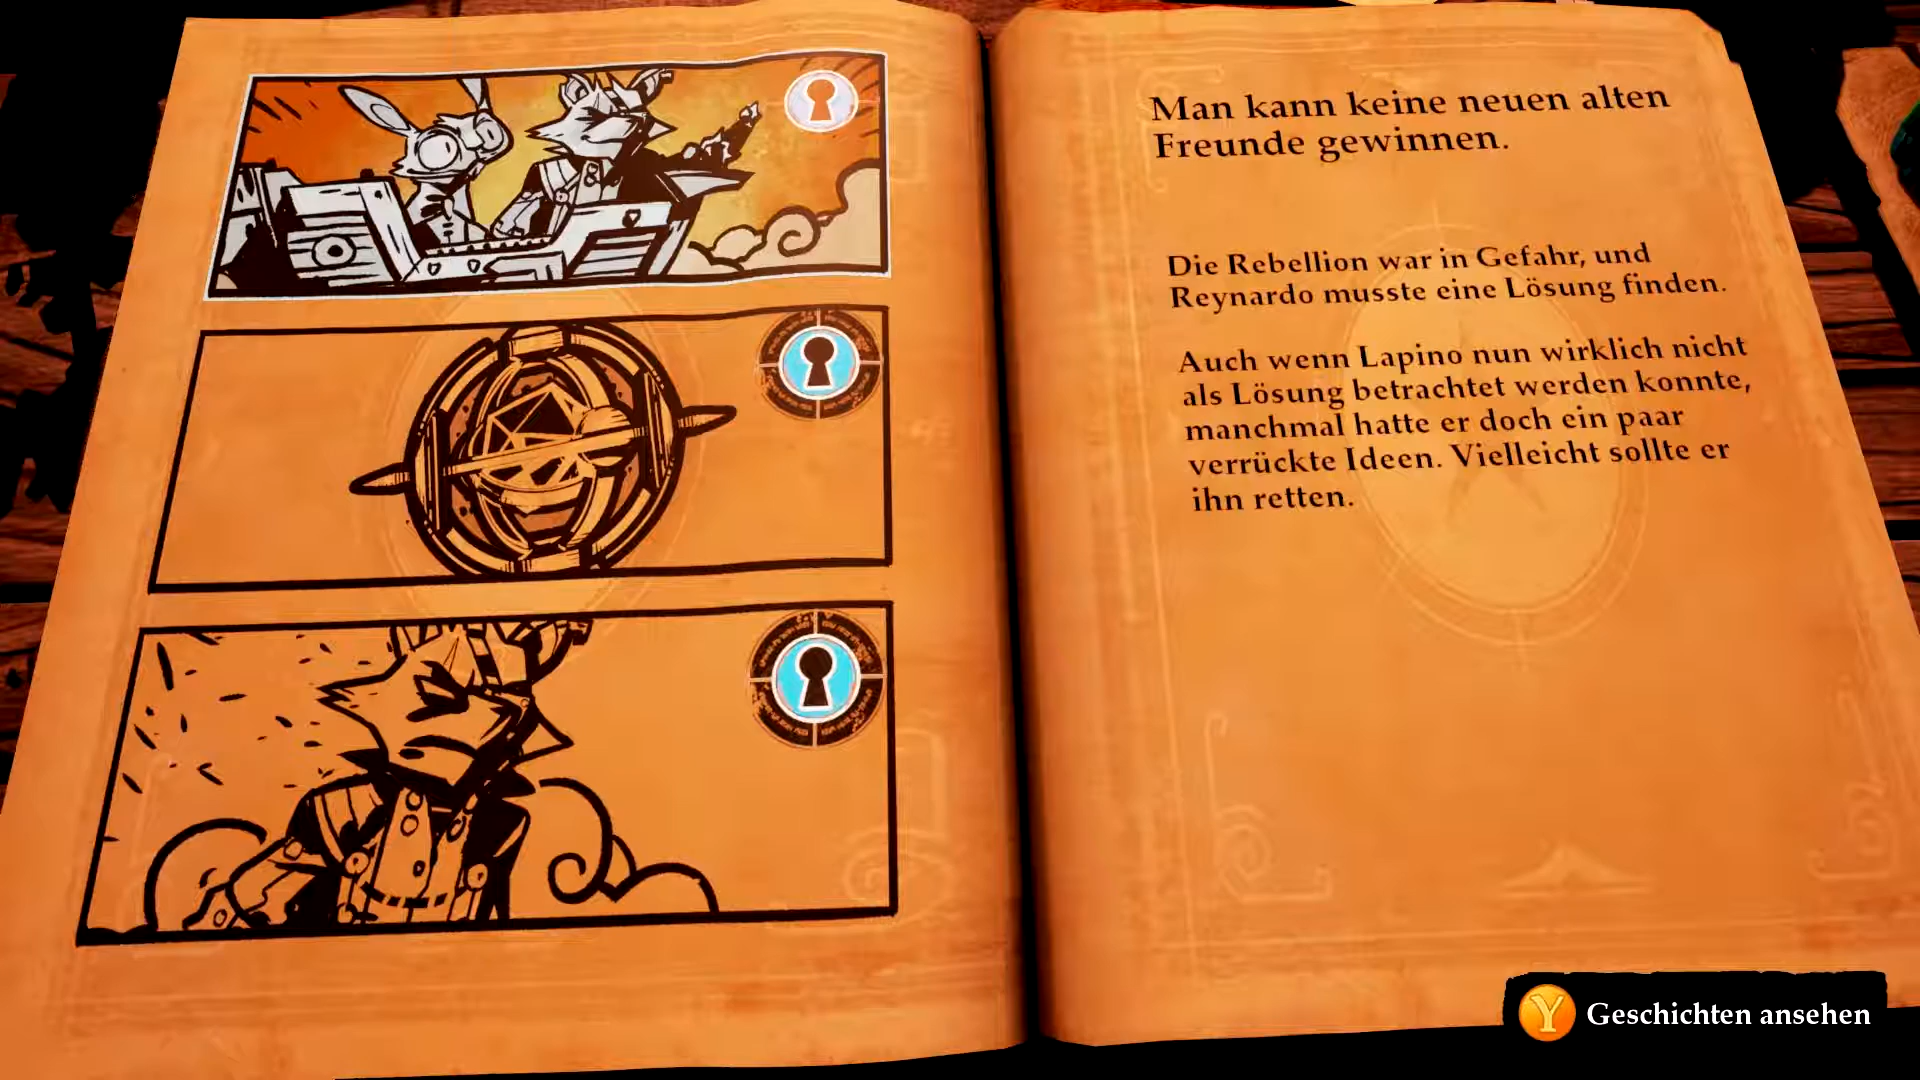 Man kann keine neuen alten
Freunde gewinnen.
Die Rebellion war in Gefahr, und
Reynardo musste eine Lösung finden.
Auch wenn Lapino nun wirklich nicht
als Lösung betrachtet werden konnte,
manchmal hatte er doch ein paar
verrückte Ideen. Vielleicht sollte er
ihn retten.
Y Geschichten ansehen